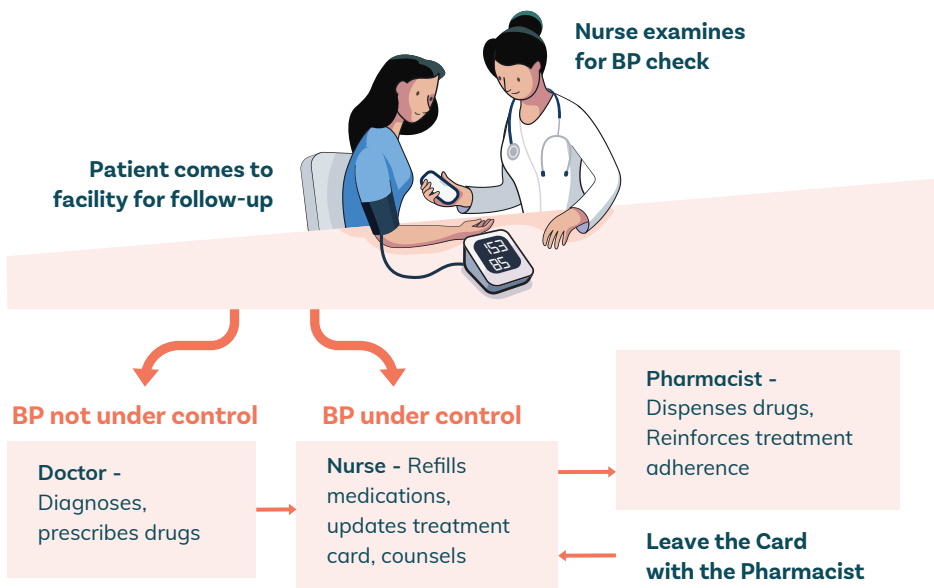 Nurse examines
for BP check
Patient comes to
facility for follow-up
153
85
BP not under control
Doctor -
Diagnoses,
prescribes drugs
BP under control
Nurse - Refills
medications,
updates treatment
card, counsels
Pharmacist -
Dispenses drugs,
Reinforces treatment
adherence
Leave the Card
with the Pharmacist